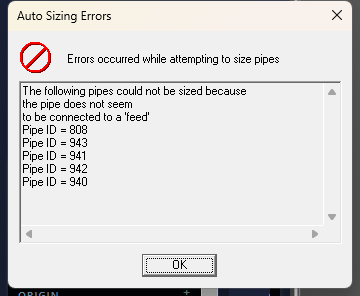 Auto Sizing Errors
Errors occurred while attempting to size pipes
The following pipes could not be sized because
the pipe does not seem
to be connected to a 'feed'
Pipe ID = 808
Pipe ID = 943
Pipe ID = 941
Pipe ID = 942
Pipe ID = 940
OK
ORIGIN